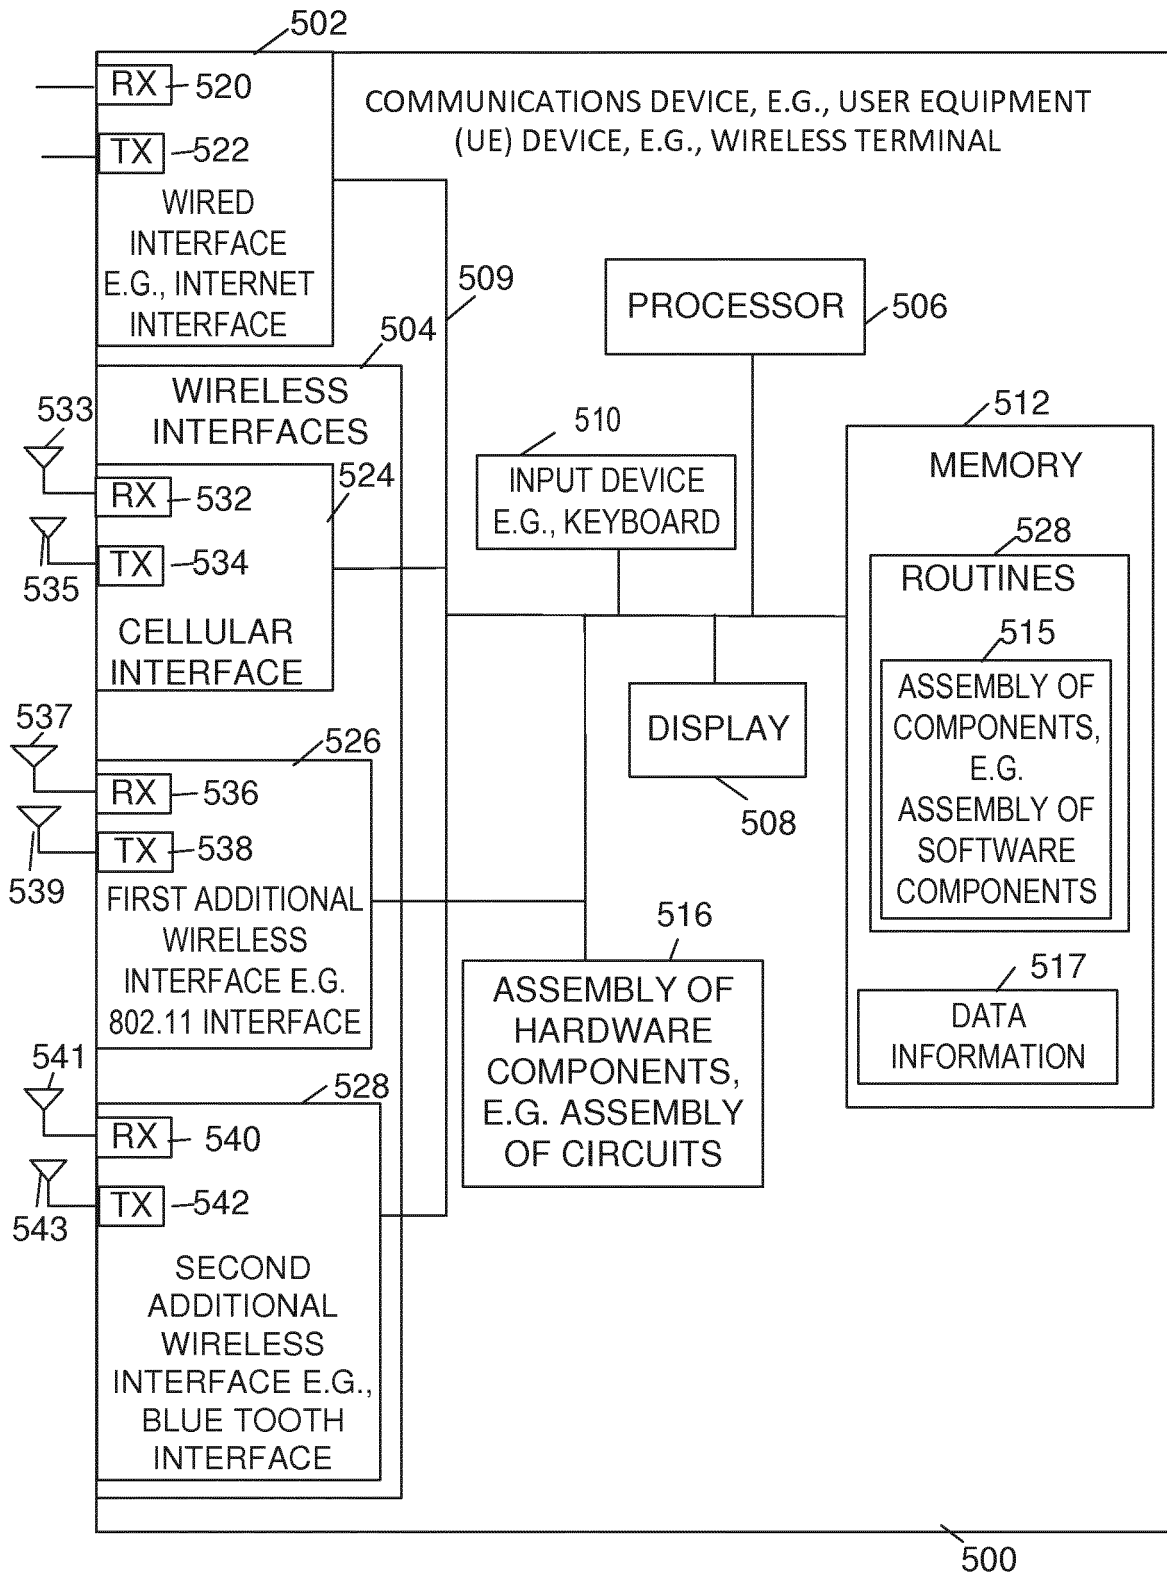 502
RX 520
TX 522
WIRED
INTERFACE
E.G., INTERNET
INTERFACE
COMMUNICATIONS DEVICE, E.G., USER EQUIPMENT
(UE) DEVICE, E.G., WIRELESS TERMINAL
509
PROCESSOR
506
504
WIRELESS
INTERFACES
533
524
RX 532
TX 534
535
CELLULAR
INTERFACE
510
INPUT DEVICE
E.G., KEYBOARD
512
MEMORY
528
ROUTINES
515
ASSEMBLY OF
COMPONENTS,
E.G.
ASSEMBLY OF
SOFTWARE
COMPONENTS
517
DATA
INFORMATION
DISPLAY
508
537
526
RX 536
TX 538
539
FIRST ADDITIONAL
WIRELESS
INTERFACE E.G.
802.11 INTERFACE
516
ASSEMBLY OF
HARDWARE
COMPONENTS,
E.G. ASSEMBLY
OF CIRCUITS
541
528
RX 540
TX 542
543
SECOND
ADDITIONAL
WIRELESS
INTERFACE E.G.,
BLUE TOOTH
INTERFACE
500